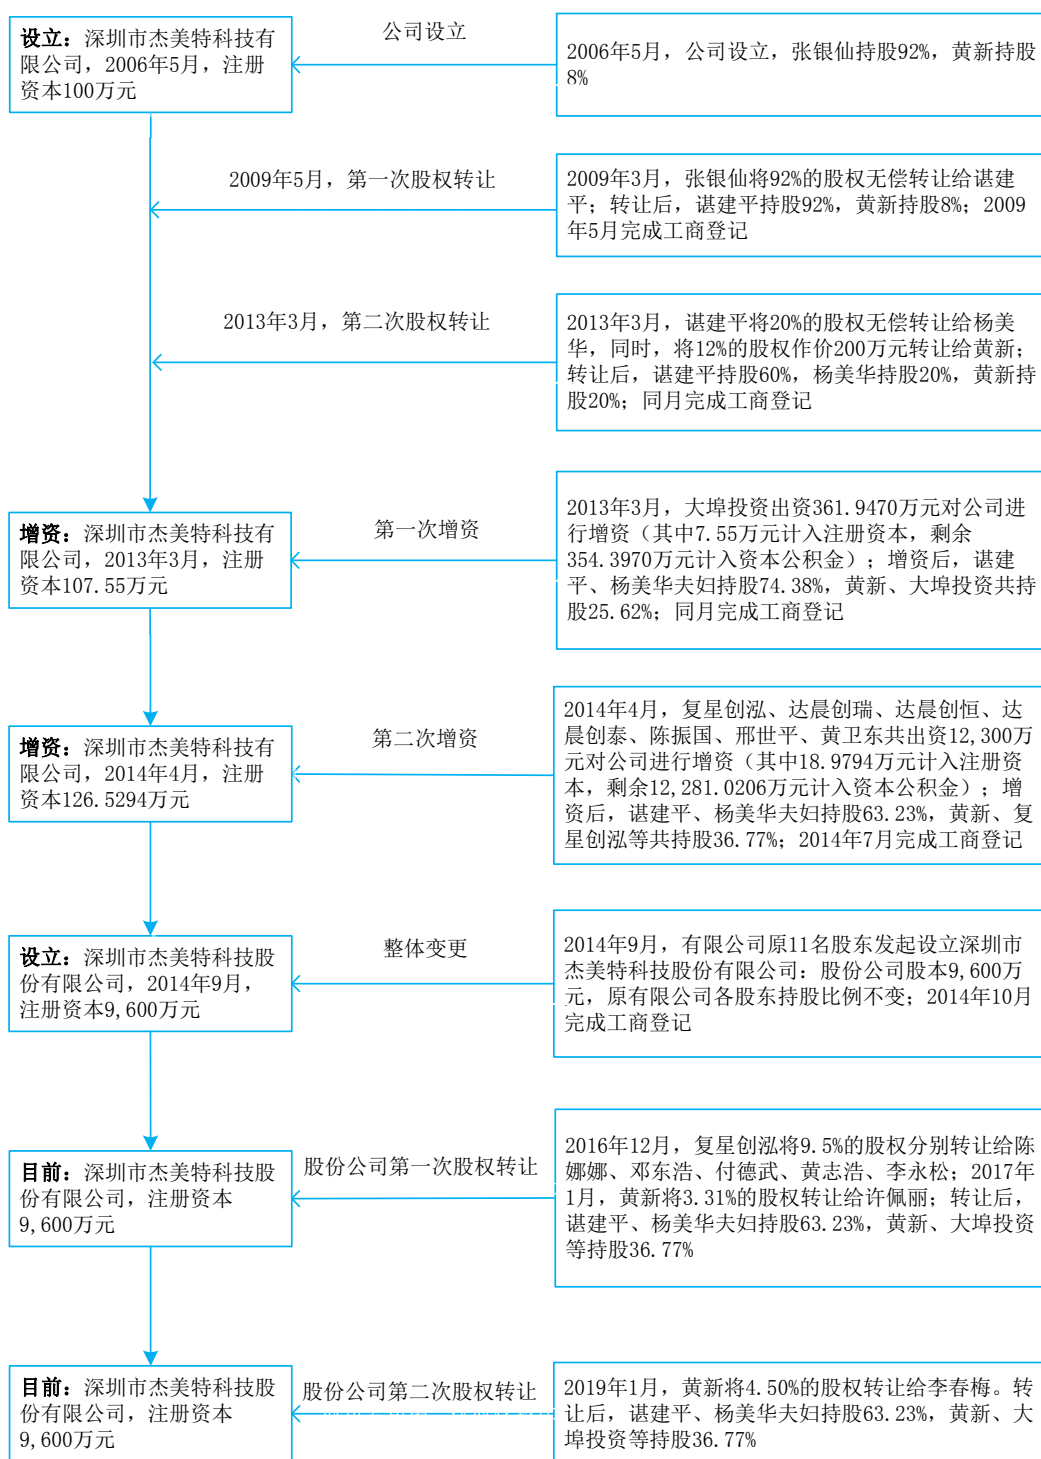 设立：深圳市杰美特科技有
限公司，2006年5月，注册
资本100万元
公司设立
2006年5月，公司设立，张银仙持股92%，黄新持股
8%
2009年5月，第一次股权转让
2009年3月，张银仙将92%的股权无偿转让给谌建
平；转让后，谌建平持股92%，黄新持股8%；2009
年5月完成工商登记
2013年3月，第二次股权转让
2013年3月，谌建平将20%的股权无偿转让给杨美
华，同时，将12%的股权作价200万元转让给黄新；
转让后，谌建平持股60%，杨美华持股20%，黄新持
股20%；同月完成工商登记
增资：深圳市杰美特科技有
限公司，2013年3月，注册
资本107.55万元
第一次增资
2013年3月，大埠投资出资361.9470万元对公司进
行增资（其中7.55万元计入注册资本，剩余
354.3970万元计入资本公积金）；增资后，谌建
平、杨美华夫妇持股74.38%，黄新、大埠投资共持
股25.62%；同月完成工商登记
增资：深圳市杰美特科技有
限公司，2014年4月，注册
资本126.5294万元
第二次增资
2014年4月，复星创泓、达晨创瑞、达晨创恒、达
晨创泰、陈振国、邢世平、黄卫东共出资12,300万
元对公司进行增资（其中18.9794万元计入注册资
本，剩余12,281.0206万元计入资本公积金）；增
资后，谌建平、杨美华夫妇持股63.23%，黄新、复
星创泓等共持股36.77%；2014年7月完成工商登记
设立：深圳市杰美特科技股
份有限公司，2014年9月，
注册资本9,600万元
整体变更
2014年9月，有限公司原11名股东发起设立深圳市
杰美特科技股份有限公司：股份公司股本9,600万
元，原有限公司各股东持股比例不变；2014年10月
完成工商登记
目前：深圳市杰美特科技股
份有限公司，注册资本
9,600万元
股份公司第一次股权转让
2016年12月，复星创泓将9.5%的股权分别转让给陈
娜娜、邓东浩、付德武、黄志浩、李永松；2017年
1月，黄新将3.31%的股权转让给许佩丽；转让后，
谌建平、杨美华夫妇持股63.23%，黄新、大埠投资
等持股36.77%
目前：深圳市杰美特科技股
份有限公司，注册资本
9,600万元
股份公司第二次股权转让
2019年1月，黄新将4.50%的股权转让给李春梅。转
让后，谌建平、杨美华夫妇持股63.23%，黄新、大
埠投资等持股36.77%